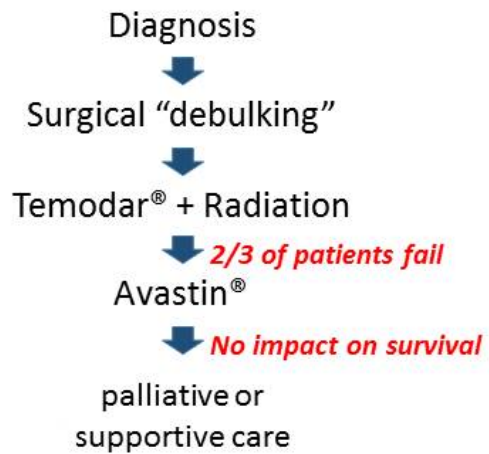 Diagnosis
Surgical “debulking”
Temodar® + Radiation
2/3 of patients fail
Avastin®
No impact on survival
palliative or
supportive care